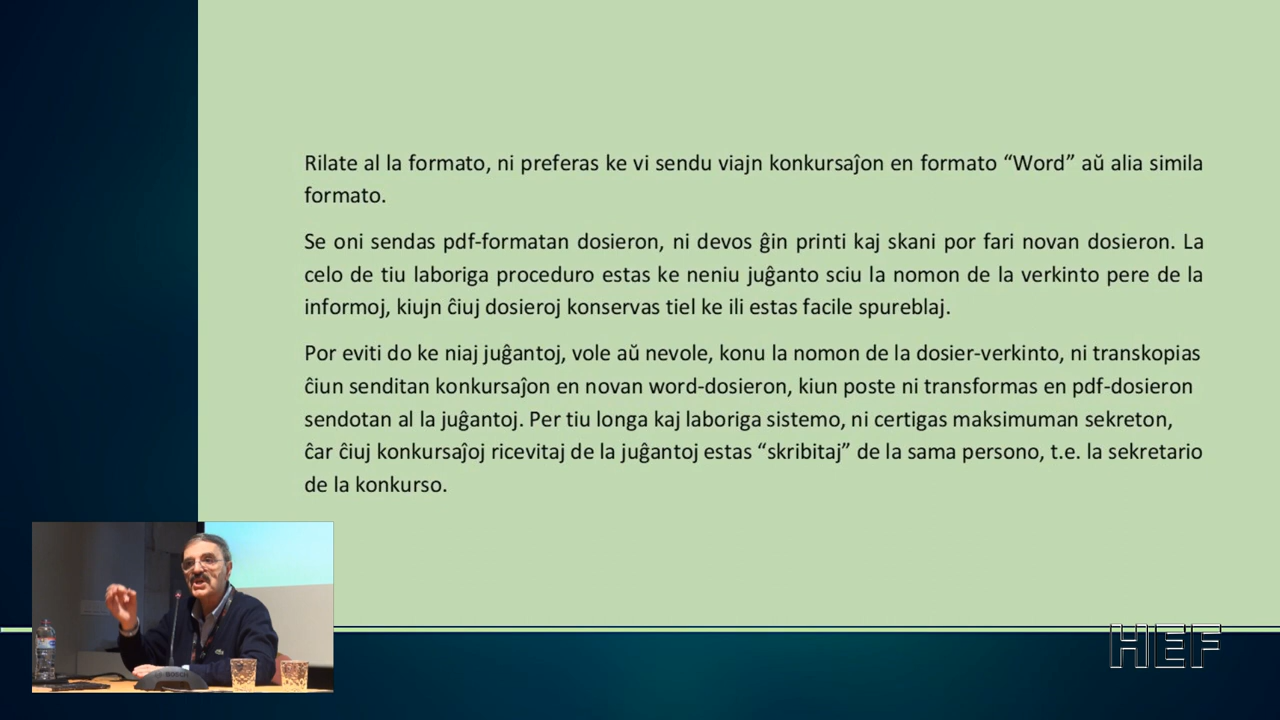 Rilate al la formato, ni preferas ke vi sendu viajn konkursaĵon en formato “Word” aŭ alia simila
formato.
Se oni sendas pdf-formatan dosieron, ni devos ĝin printi kaj skani por fari novan dosieron. La
celo de tiu laboriga proceduro estas ke neniu juĝanto sciu la nomon de la verkinto pere de la
informoj, kiujn ĉiuj dosieroj konservas tiel ke ili estas facile spureblaj.
Por eviti do ke niaj juĝantoj, vole aŭ nevole, konu la nomon de la dosier-verkinto, ni transkopias
ĉiun senditan konkursaĵon en novan word-dosieron, kiun poste ni transformas en pdf-dosieron
sendotan al la juĝantoj. Per tiu longa kaj laboriga sistemo, ni certigas maksimuman sekreton,
ĉar ĉiuj konkursaĵoj ricevitaj de la juĝantoj estas “skribitaj” de la sama persono, t.e. la sekretario
de la konkurso.
BOSCH
HEF